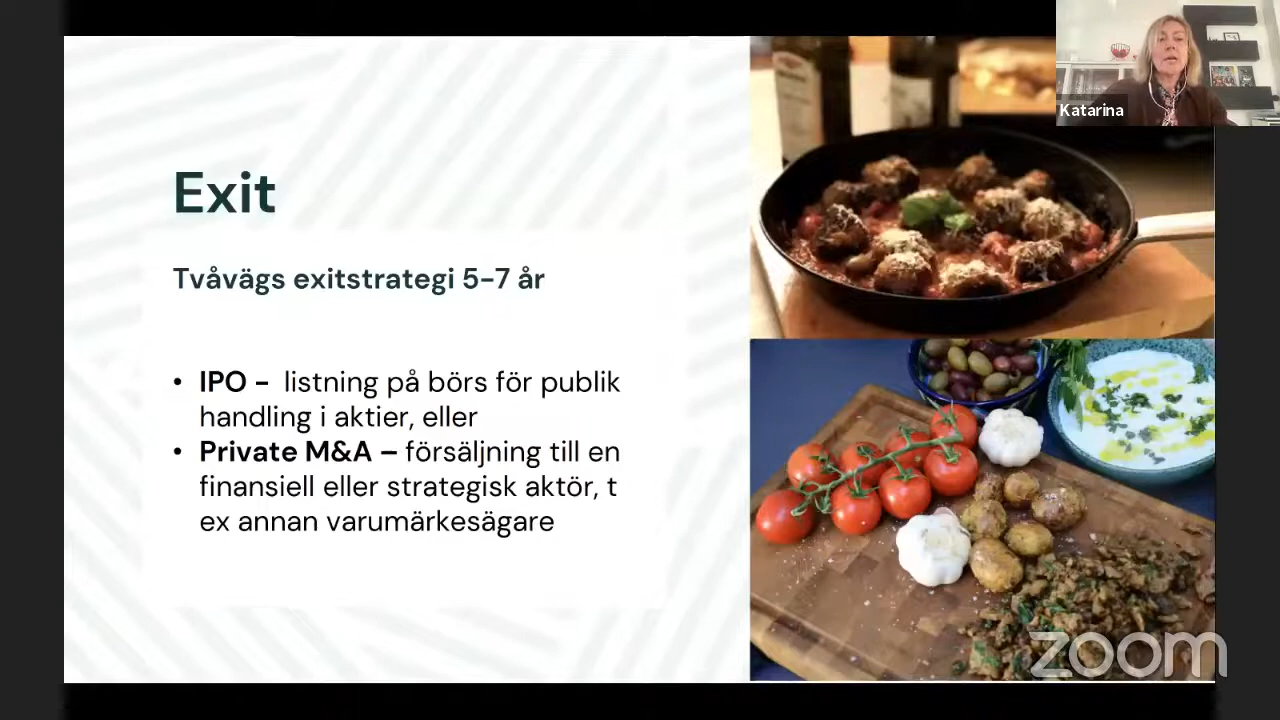 Exit
Tvåvägs exitstrategi 5-7 år
• IPO - listning på börs för publik
handling i aktier, eller
• Private M&A – försäljning till en
finansiell eller strategisk aktör, t
ex annan varumärkesägare
Katarina
zoom